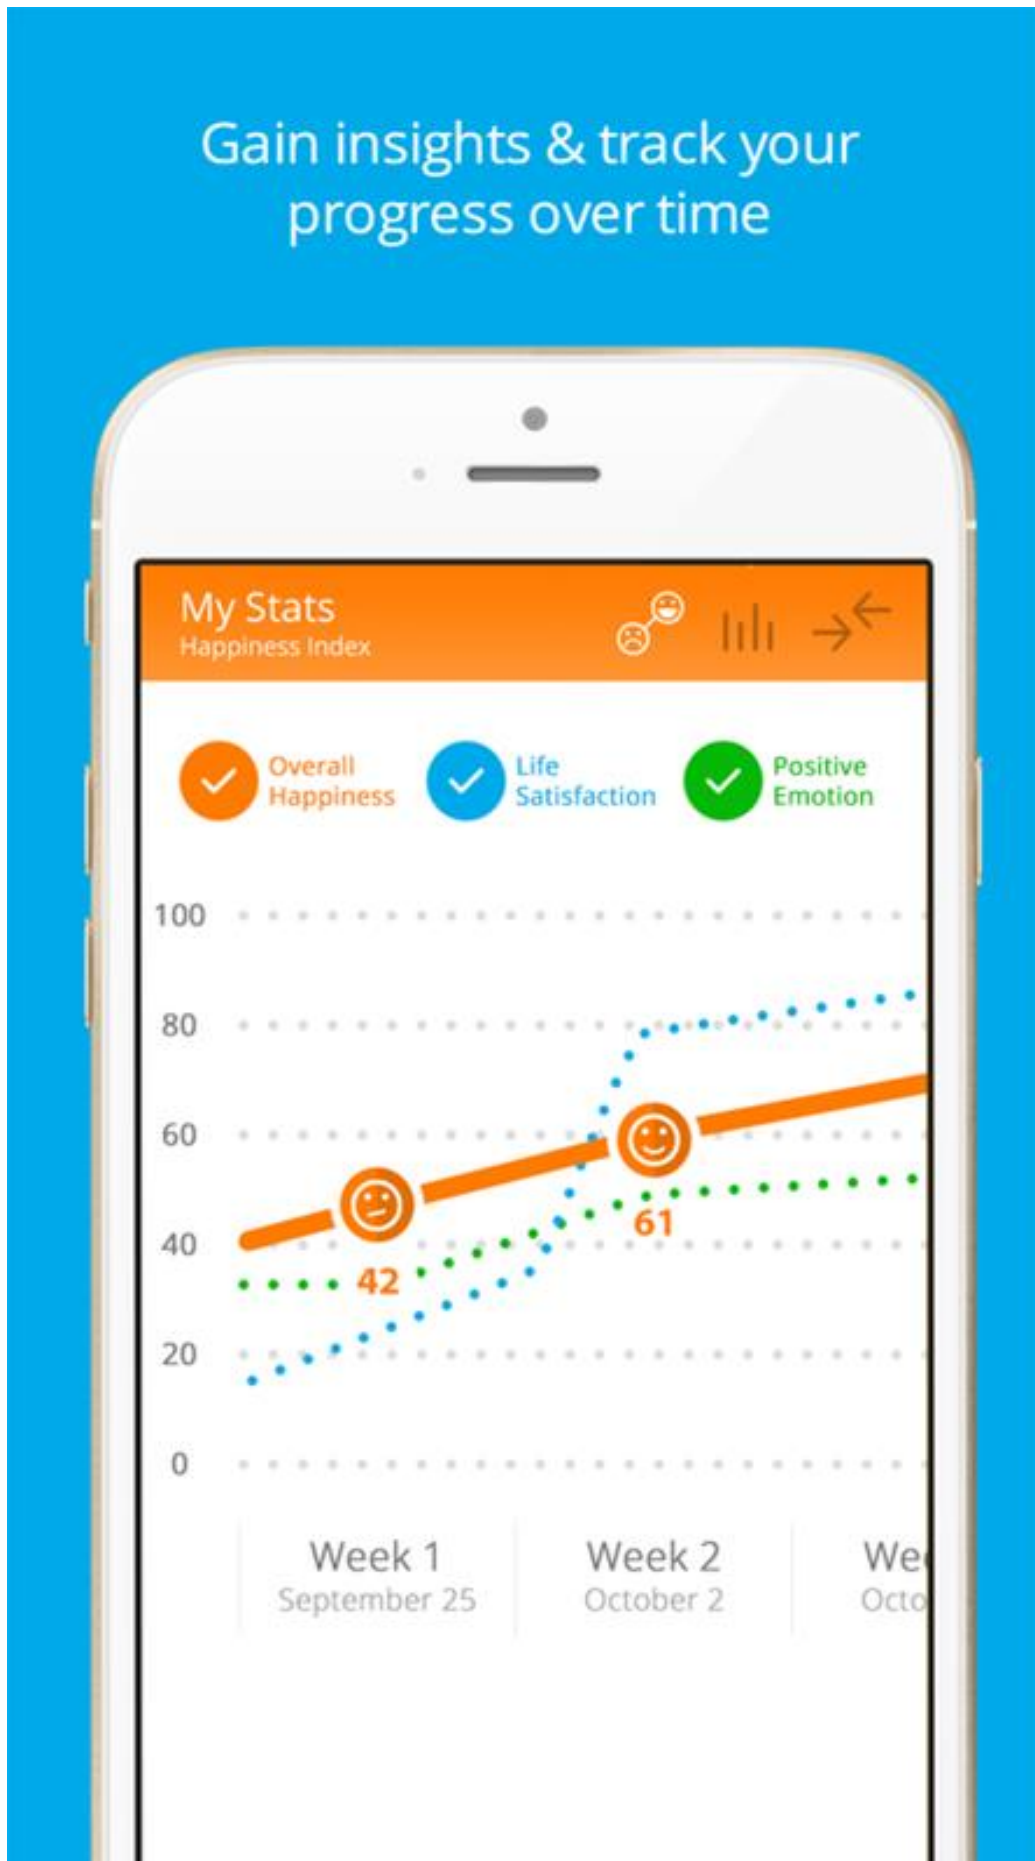 Gain insights & track your
progress over time
My Stats
Happiness Index
Overall
Happiness
Life
Satisfaction
Positive
Emotion
100
80
60
40
20
0
61
42
Week 1
September 25
Week 2
October 2